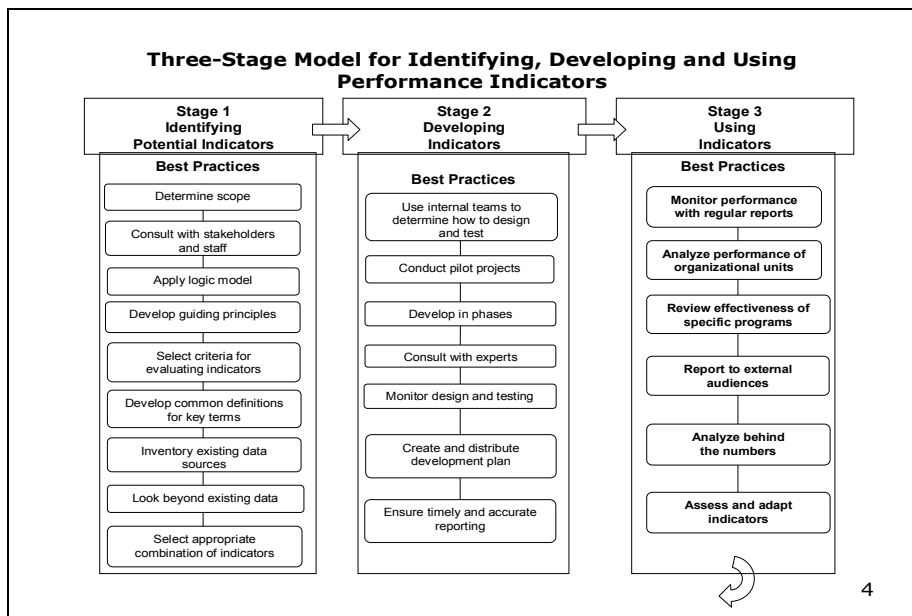 Three-Stage Model for Identifying, Developing and Using
Performance Indicators
Stage 1
Identifying
Potential Indicators
Best Practices
Determine scope
Consult with stakeholders
and staff
Apply logic model
Develop guiding principles
Select criteria for
evaluating indicators
Develop common definitions
for key terms
Inventory existing data
sources
Look beyond existing data
Select appropriate
combination of indicators
Stage 2
Developing
Indicators
Best Practices
Use internal teams to
determine how to design
and test
Conduct pilot projects
Develop in phases
Consult with experts
Monitor design and testing
Create and distribute
development plan
Ensure timely and accurate
reporting
Stage 3
Using
Indicators
Best Practices
Monitor performance
with regular reports
Analyze performance of
organizational units
Review effectiveness of
specific programs
Report to external
audiences
Analyze behind
the numbers
Assess and adapt
indicators
4